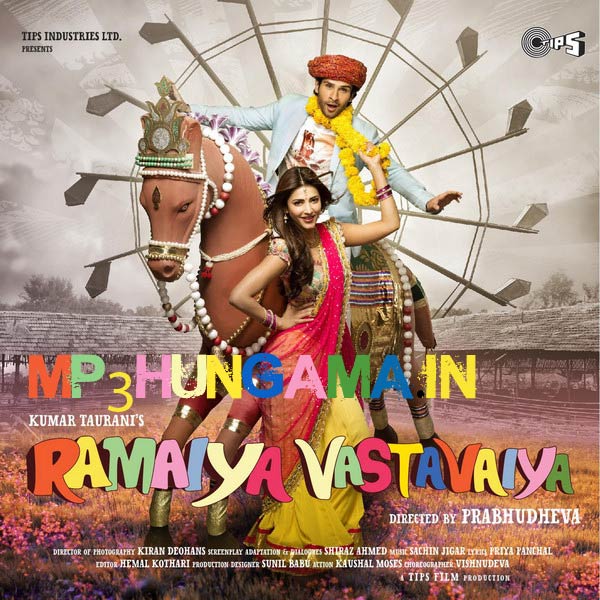 TIPS INDUSTRIES LTD.
PRESENTS
TIPS
MP3HUNGAMA.IN
KUMAR TAURANI'S
RAMAIYA VASTAVAIYA
DIRECTED BY PRABHUDHEVA
DIRECTOR OF PHOTOGRAPHY KIRAN DEOHANS SCREENPLAY ADAPTATION & DIALOGUES SHIRAZ AHMED MUSIC SACHIN JIGAR LYRICS PRIYA PANCHAL
EDITOR HEMAL KOTHARI PRODUCTION DESIGNER SUNIL BABU ACTION KAUSHAL MOSES CHOREOGRAPHER VISHNUDEVA
A TIPS FILM PRODUCTION